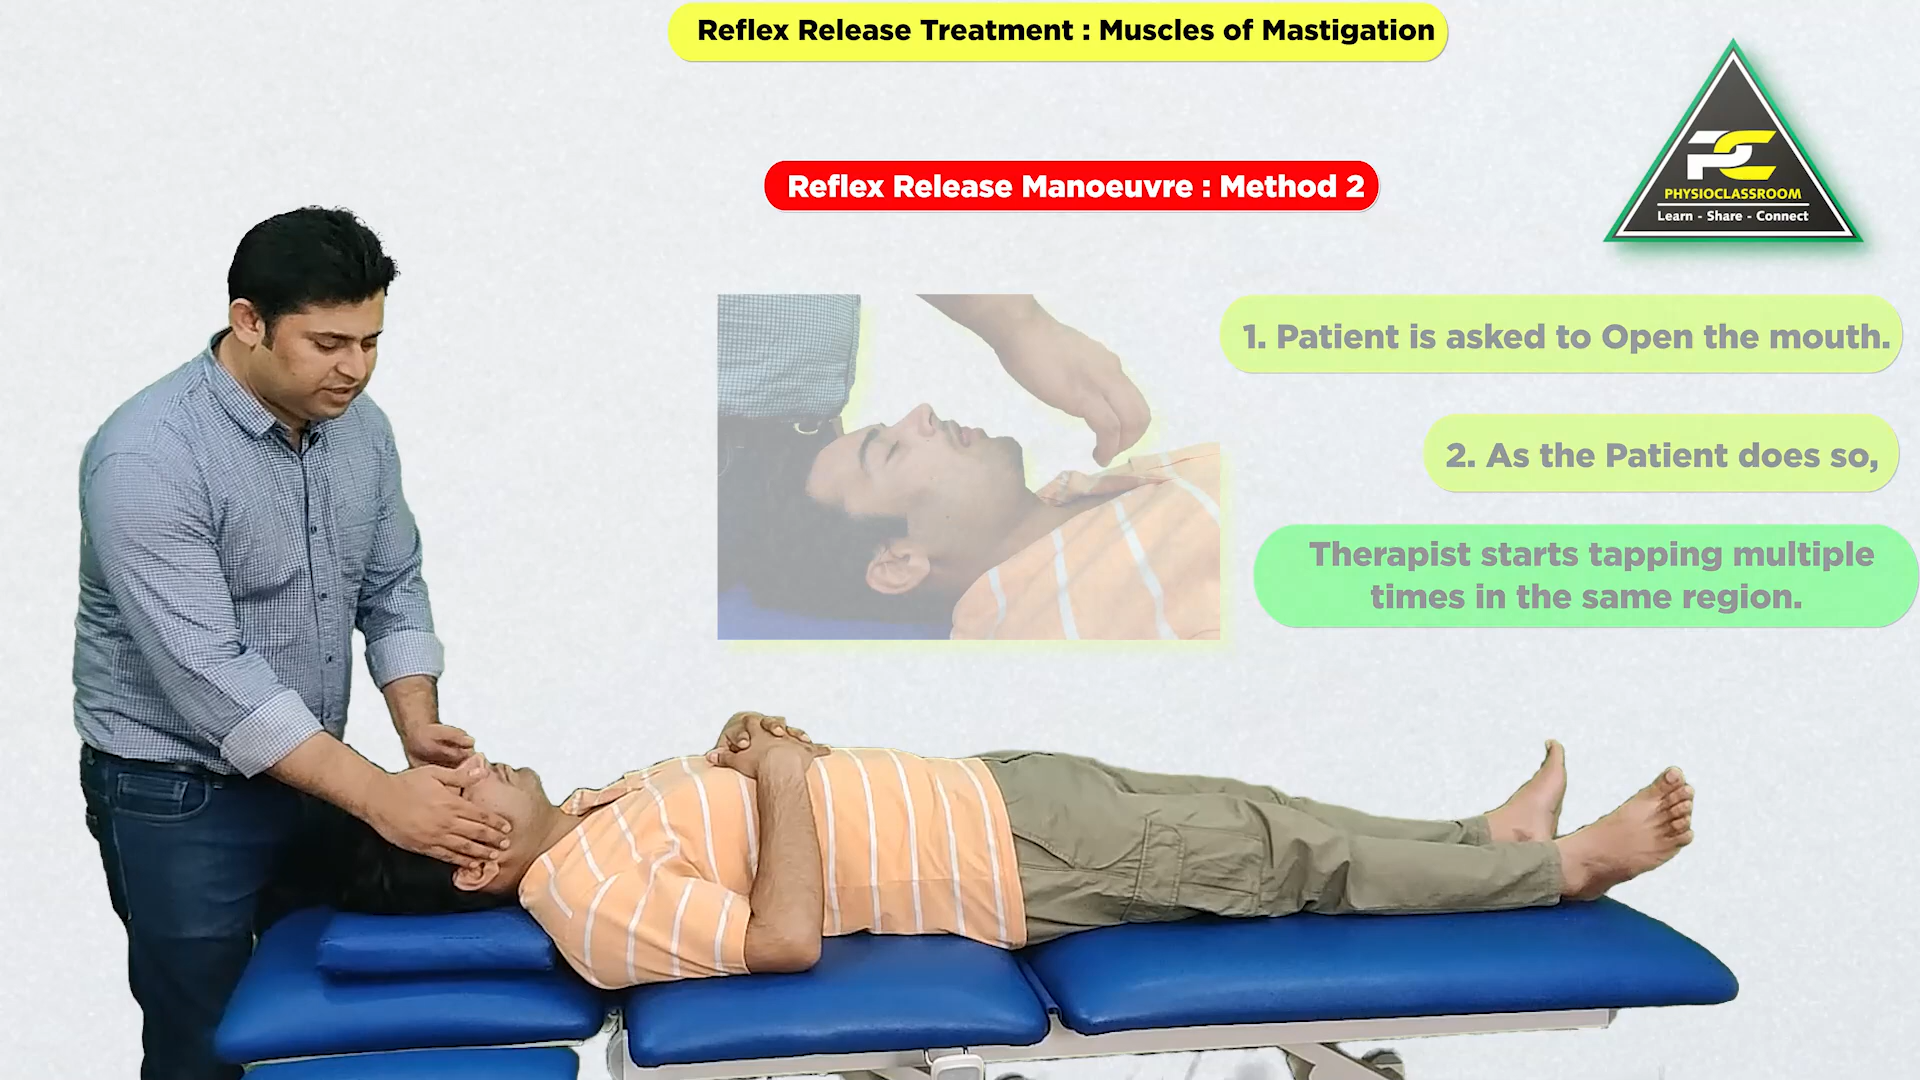 Reflex Release Treatment : Muscles of Mastigation
Reflex Release Manoeuvre : Method 2
PC
PHYSIOCLASSROOM
Learn - Share - Connect
1. Patient is asked to Open the mouth.
2. As the Patient does so,
Therapist starts tapping multiple
times in the same region.